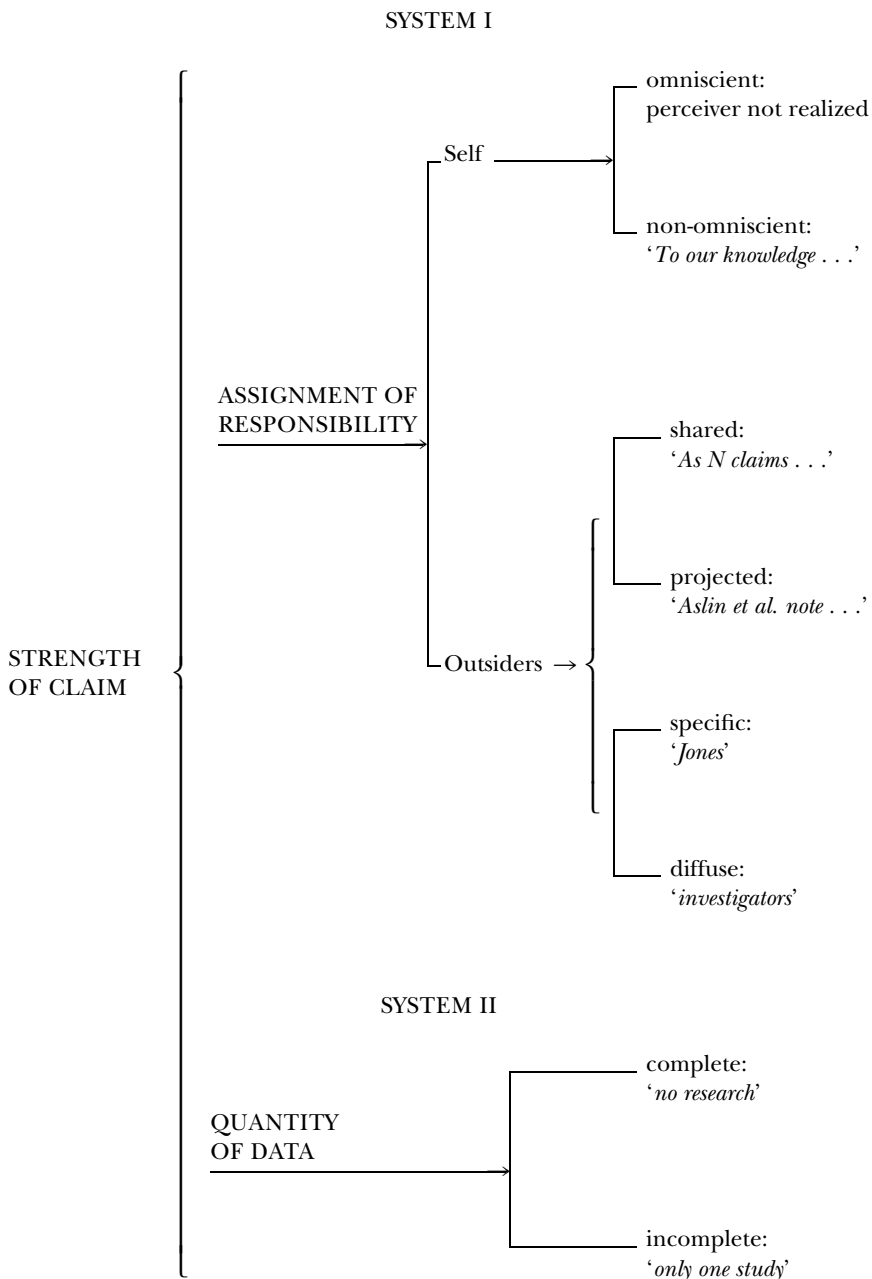 SYSTEM I
omniscient:
perceiver not realized
Self
non-omniscient:
‘To our knowledge . . .’
ASSIGNMENT OF
RESPONSIBILITY
shared:
‘As N claims . . .’
projected:
‘Aslin et al. note . . .’
STRENGTH
OF CLAIM
Outsiders
specific:
‘Jones’
diffuse:
‘investigators’
SYSTEM II
complete:
‘no research’
QUANTITY
OF DATA
incomplete:
‘only one study’